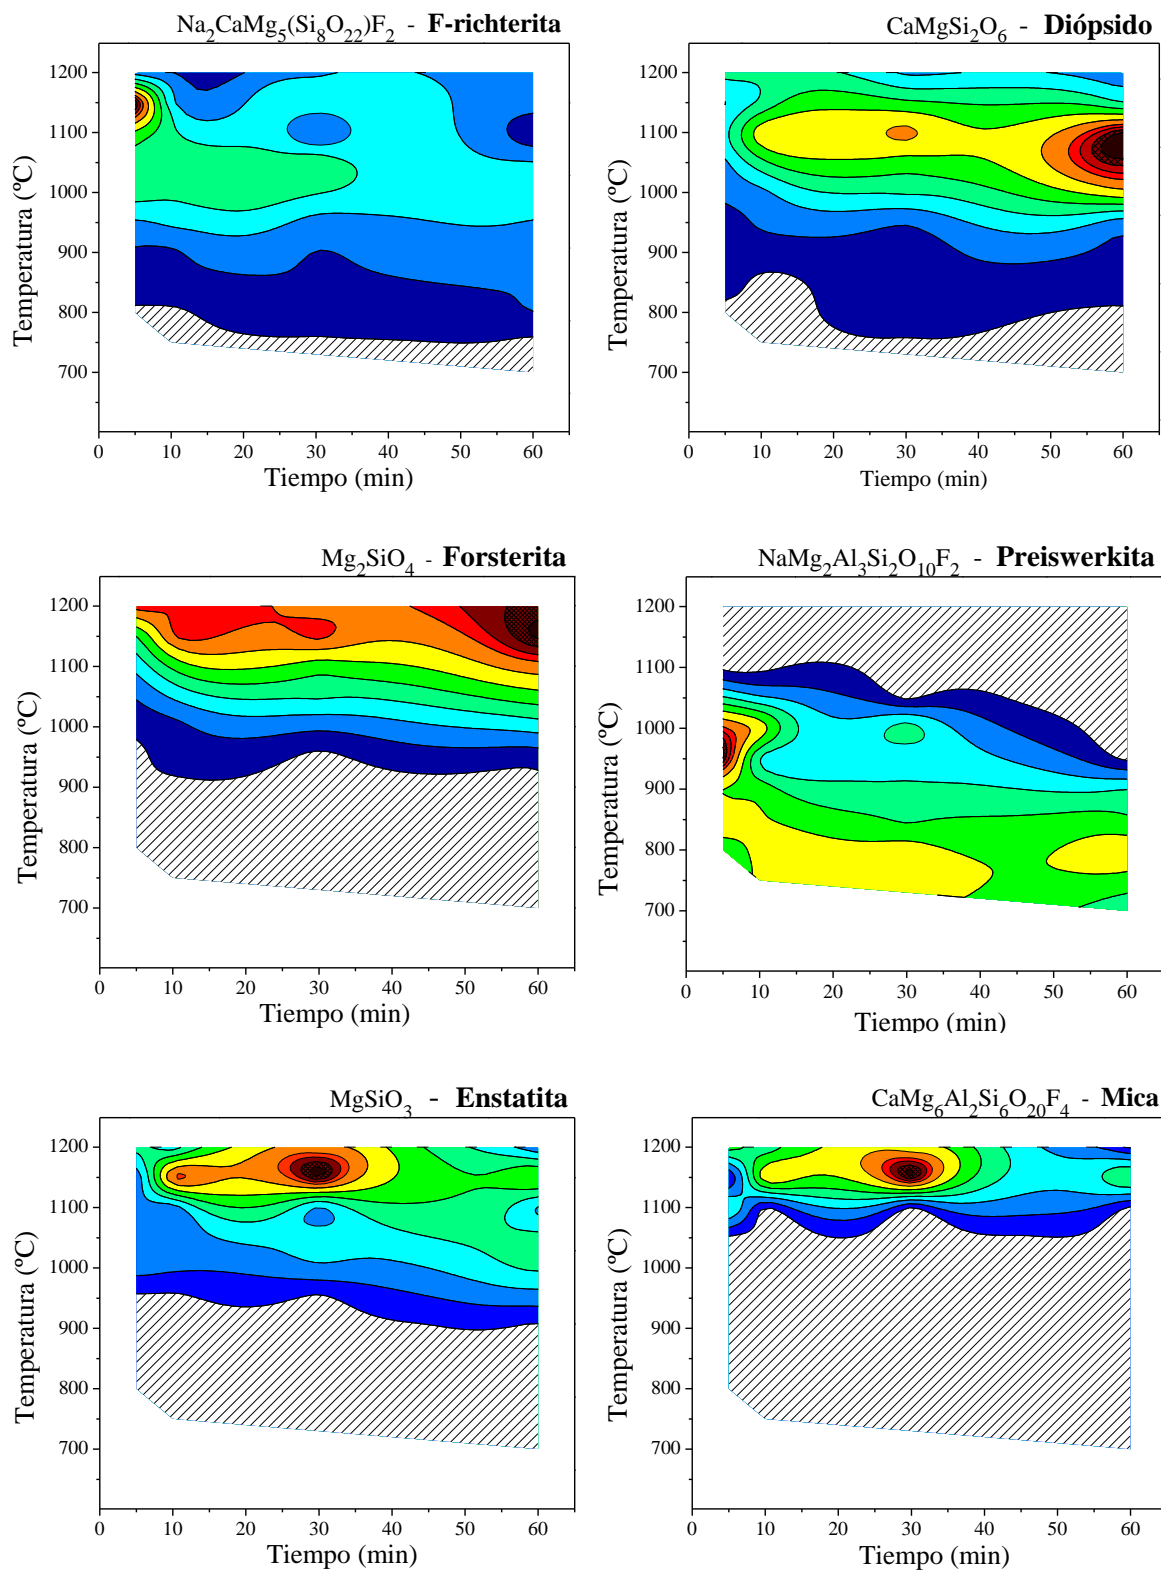 Na2CaMg5(Si8O22)F2 - F-richterita
1200
1100
1000
900
800
700
0 10 20 30 40 50 60
Temperatura (ºC)
Tiempo (min)
CaMgSi2O6 - Diópsido
1200
1100
1000
900
800
700
0 10 20 30 40 50 60
Temperatura (ºC)
Tiempo (min)
Mg2SiO4 - Forsterita
1200
1100
1000
900
800
700
0 10 20 30 40 50 60
Temperatura (ºC)
Tiempo (min)
NaMg2Al3Si2O10F2 - Preiswerkita
1200
1100
1000
900
800
700
0 10 20 30 40 50 60
Temperatura (ºC)
Tiempo (min)
MgSiO3 - Enstatita
1200
1100
1000
900
800
700
0 10 20 30 40 50 60
Temperatura (ºC)
Tiempo (min)
CaMg6Al2Si6O20F4 - Mica
1200
1100
1000
900
800
700
0 10 20 30 40 50 60
Temperatura (ºC)
Tiempo (min)